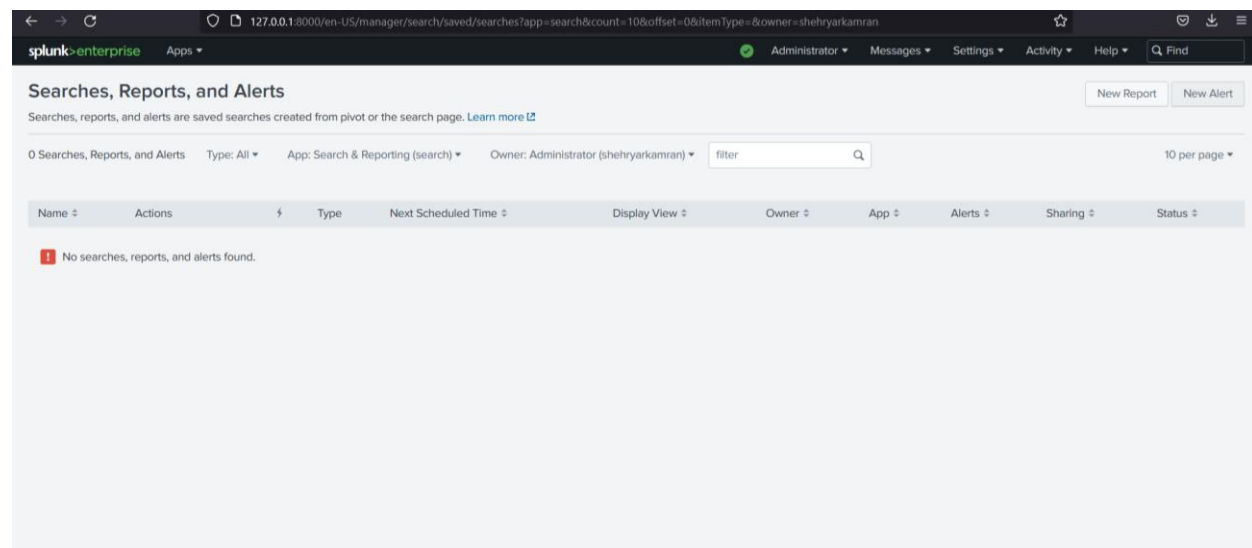 127.0.0.1:8000/en-US/manager/search/saved/searches?app=search&count=10&offset=0&itemType=&owner=shehryarkamran
splunk>enterprise Apps Administrator Messages Settings Activity Help Find
Searches, Reports, and Alerts
New Report New Alert
Searches, reports, and alerts are saved searches created from pivot or the search page. Learn more
0 Searches, Reports, and Alerts Type: All App: Search & Reporting (search) Owner: Administrator (shehryarkamran) filter 10 per page
Name Actions Type Next Scheduled Time Display View Owner App Alerts Sharing Status
! No searches, reports, and alerts found.